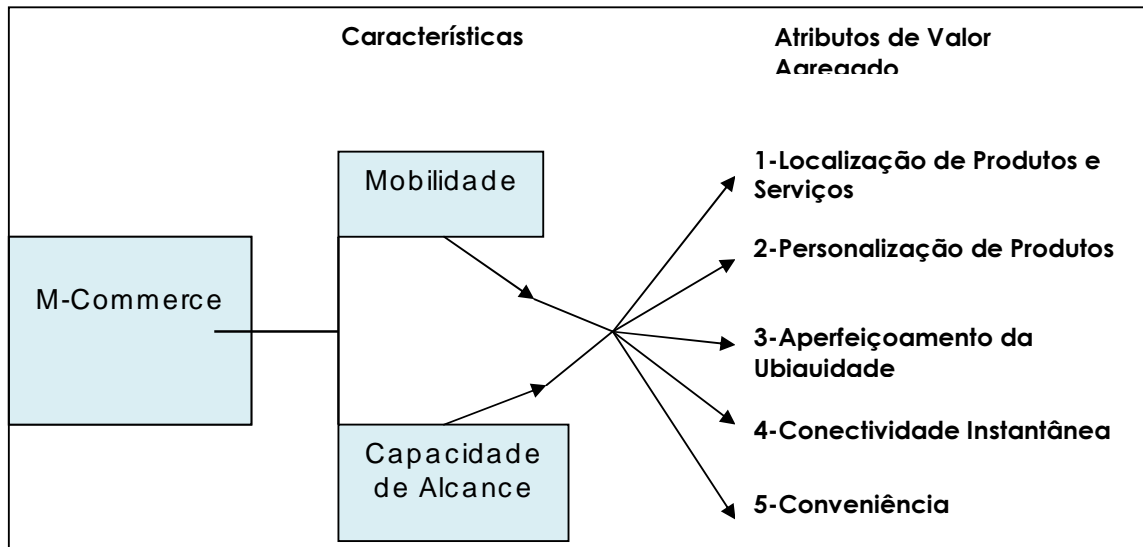 Características
Atributos de Valor
Agregado
Mobilidade
M-Commerce
Capacidade
de Alcance
1-Localização de Produtos e
Serviços
2-Personalização de Produtos
3-Aperfeiçoamento da
Ubiquidade
4-Conectividade Instantânea
5-Conveniência